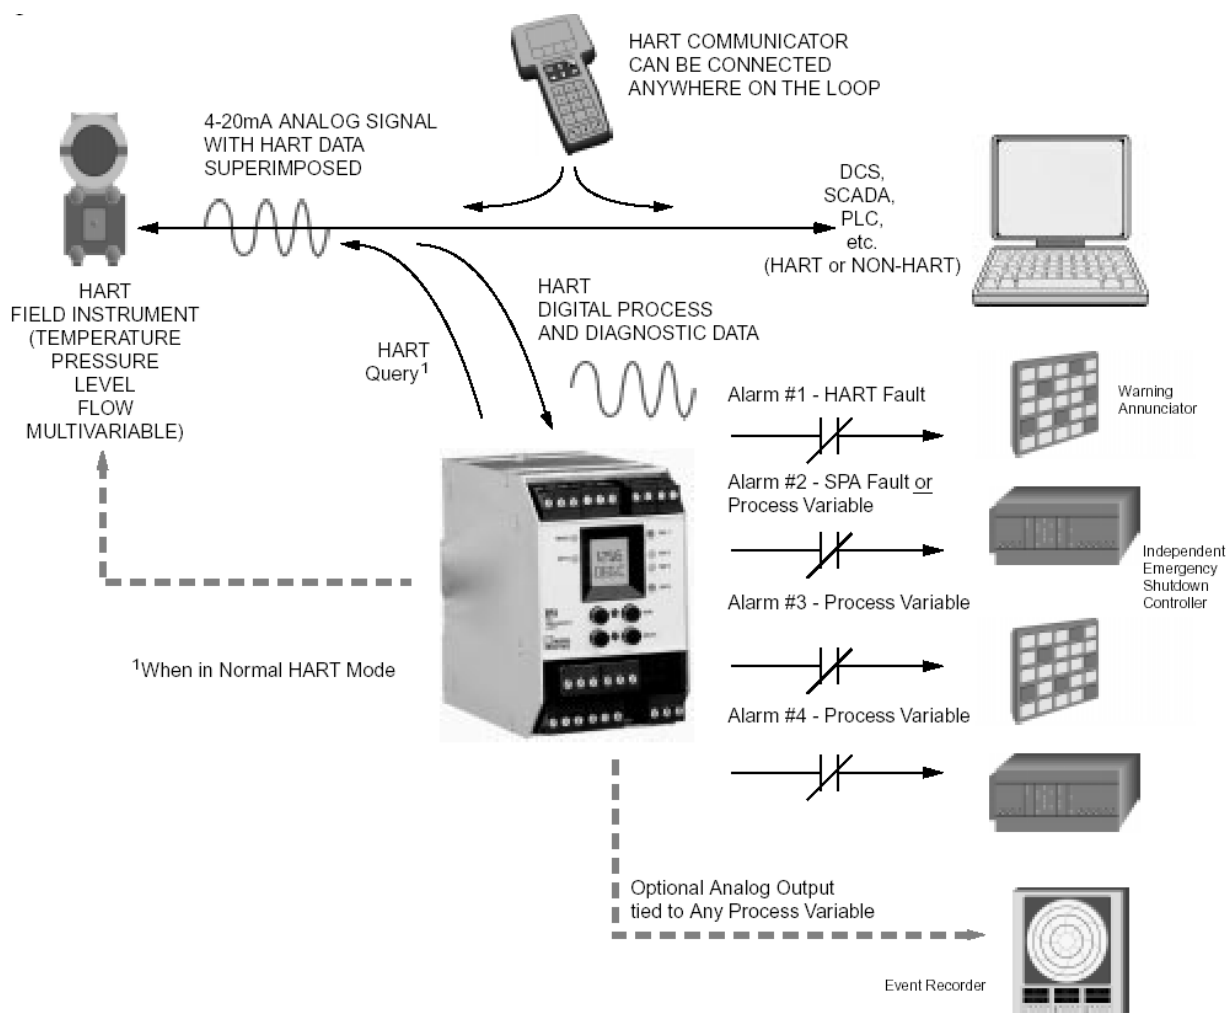 HART COMMUNICATOR
CAN BE CONNECTED
ANYWHERE ON THE LOOP
4-20mA ANALOG SIGNAL
WITH HART DATA
SUPERIMPOSED
DCS,
SCADA,
PLC,
etc.
(HART or NON-HART)
HART
FIELD INSTRUMENT
(TEMPERATURE
PRESSURE
LEVEL
FLOW
MULTIVARIABLE)
HART
DIGITAL PROCESS
AND DIAGNOSTIC DATA
HART
Query1
Alarm #1 - HART Fault
Warning
Annunciator
Alarm #2 - SPA Fault or
Process Variable
Independent
Emergency
Shutdown
Controller
Alarm #3 - Process Variable
1When in Normal HART Mode
Alarm #4 - Process Variable
Optional Analog Output
tied to Any Process Variable
Event Recorder